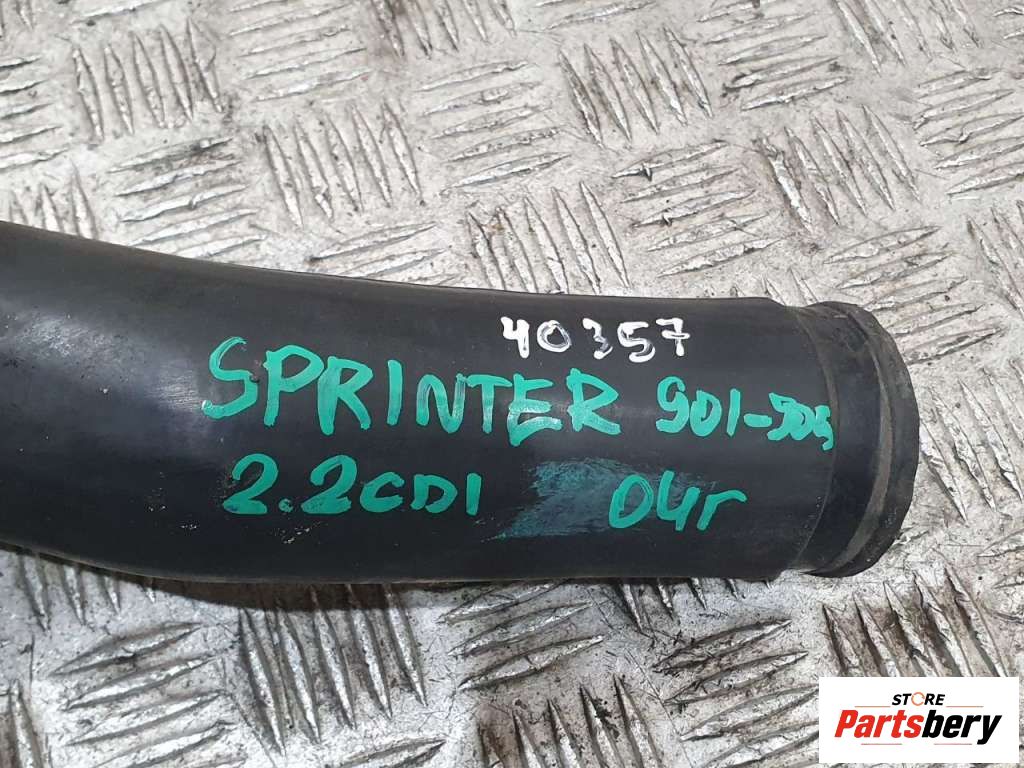 40357
SPRINTER 901-905
2.2CDI 04г
STORE
Partsbery